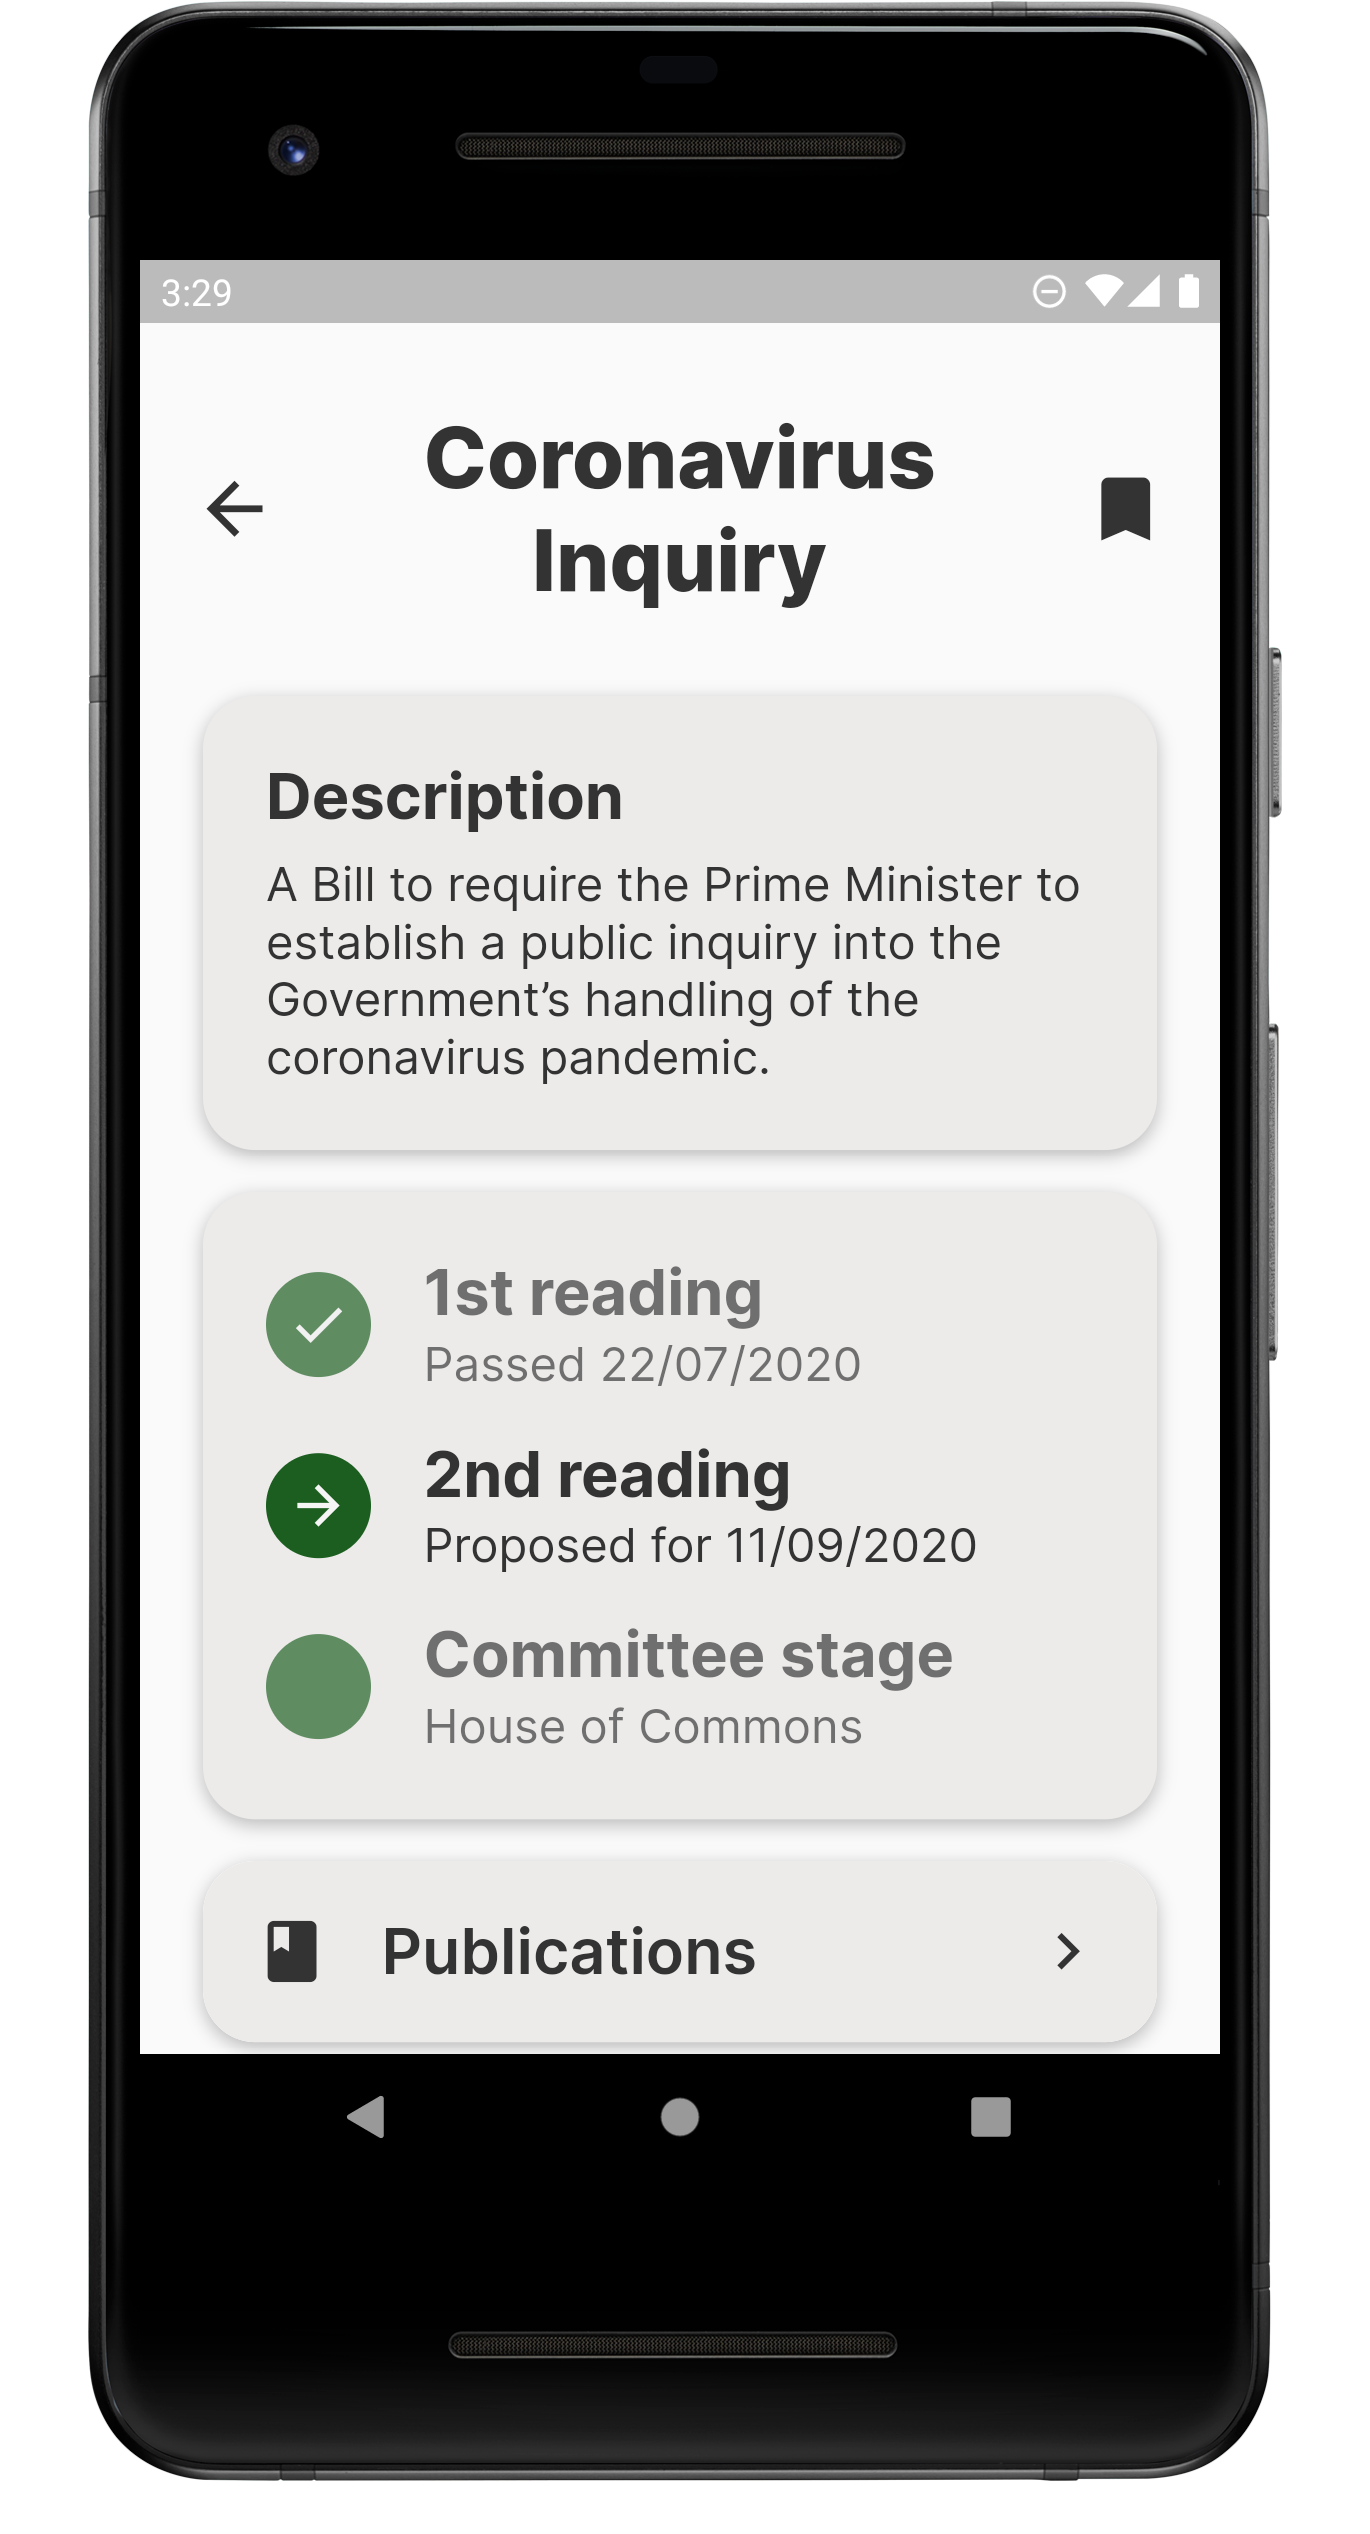 3:29
Coronavirus
Inquiry
Description
A Bill to require the Prime Minister to
establish a public inquiry into the
Government’s handling of the
coronavirus pandemic.
1st reading
Passed 22/07/2020
2nd reading
Proposed for 11/09/2020
Committee stage
House of Commons
Publications